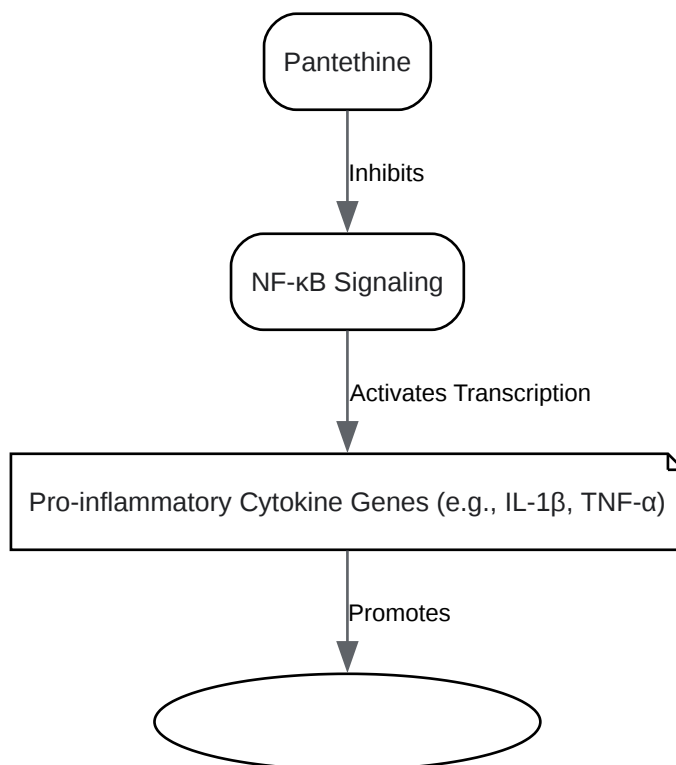 Pantethine
Inhibits
NF-κB Signaling
Activates Transcription
Pro-inflammatory Cytokine Genes (e.g., IL-1β, TNF-α)
Promotes